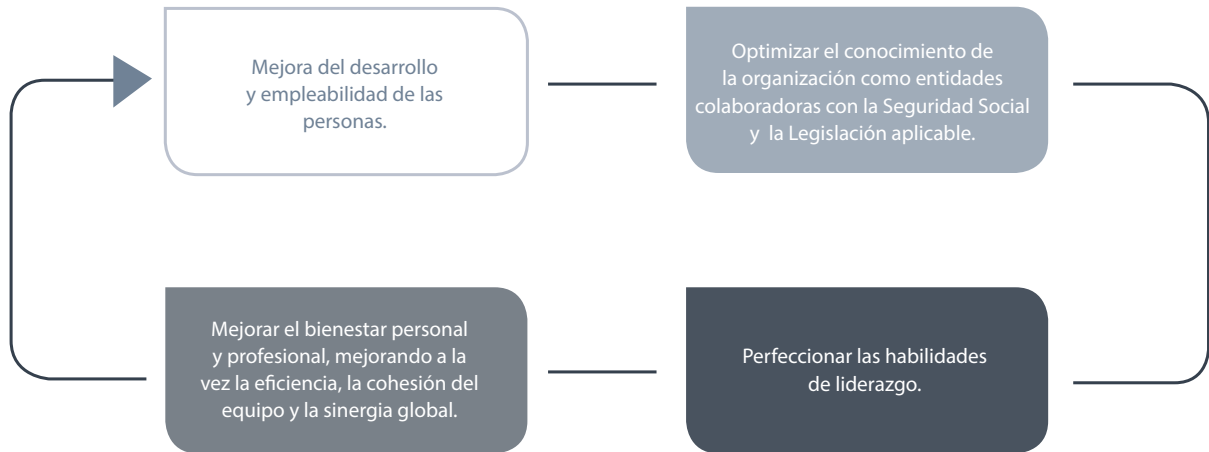 Mejora del desarrollo
y empleabilidad de las
personas.
Optimizar el conocimiento de
la organización como entidades
colaboradoras con la Seguridad Social
y la Legislación aplicable.
Mejorar el bienestar personal
y profesional, mejorando a la
vez la eficiencia, la cohesión del
equipo y la sinergia global.
Perfeccionar las habilidades
de liderazgo.